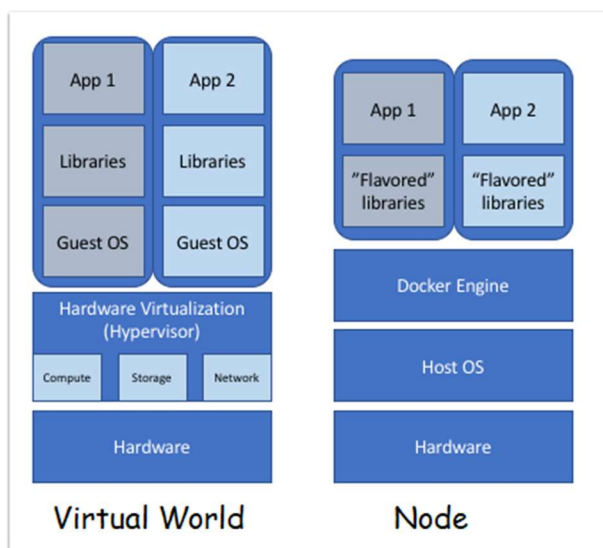 App 1
App 2
Libraries
Libraries
Guest OS
Guest OS
Hardware Virtualization
(Hypervisor)
Compute
Storage
Network
Hardware
Virtual World
App 1
App 2
”Flavored”
libraries
“Flavored”
libraries
Docker Engine
Host OS
Hardware
Node